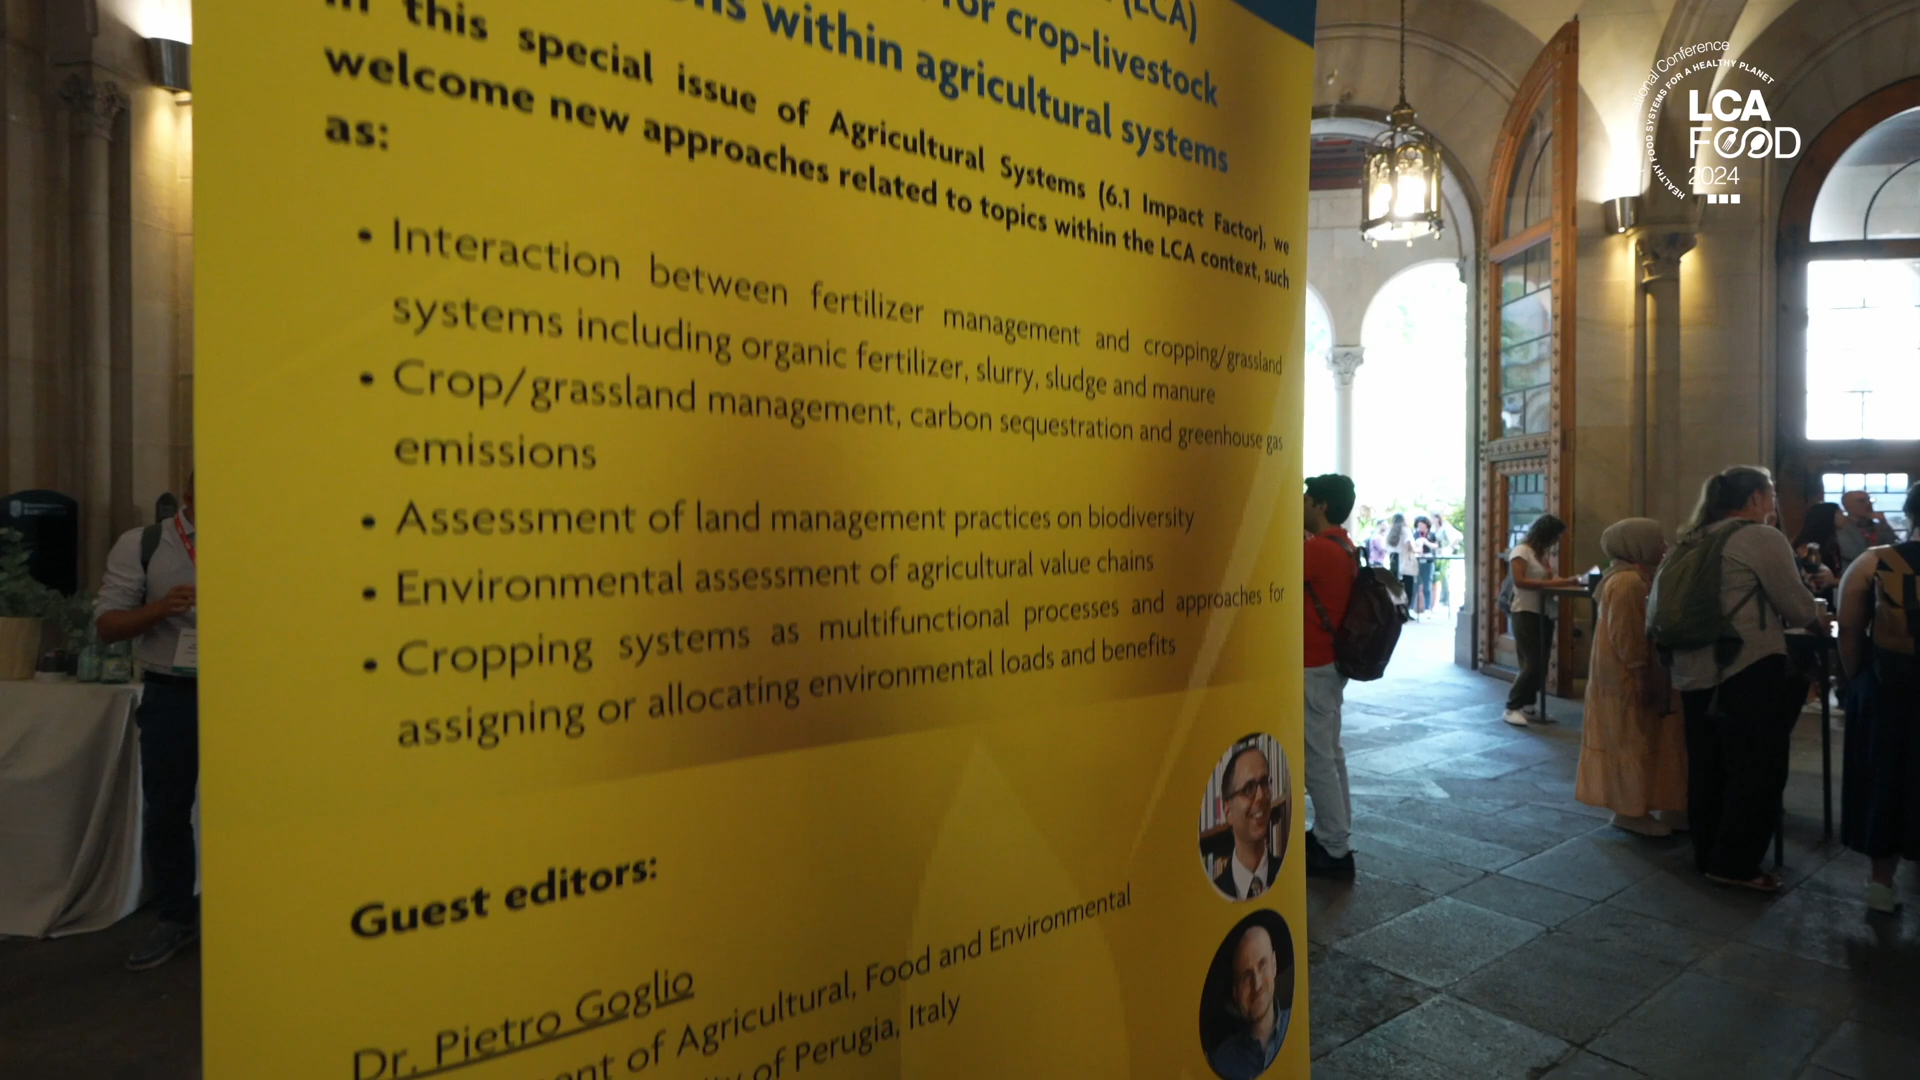 (LCA)
for crop-livestock
within agricultural systems
In this special issue of Agricultural Systems (6.1 Impact Factor), we
welcome new approaches related to topics within the LCA context, such
as:
• Interaction between fertilizer management and cropping/grassland
systems including organic fertilizer, slurry, sludge and manure
• Crop/grassland management, carbon sequestration and greenhouse gas
emissions
• Assessment of land management practices on biodiversity
• Environmental assessment of agricultural value chains
• Cropping systems as multifunctional processes and approaches for
assigning or allocating environmental loads and benefits
Guest editors:
Dr. Pietro Goglio
of Agricultural, Food and Environmental
of Perugia, Italy
Conference
HEALTHY FOOD SYSTEMS FOR A HEALTHY PLANET
LCA
FOOD
2024